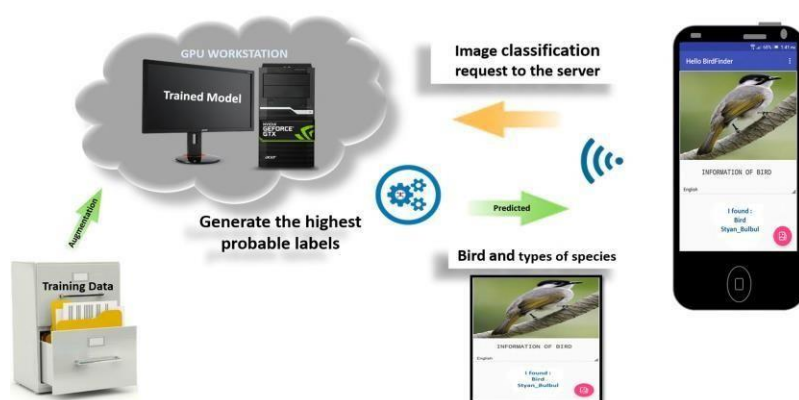 GPU WORKSTATION
Trained Model
GEFORCE
GTX
acer
Image classification
request to the server
Generate the highest
probable labels
Augmentation
Training Data
Predicted
Bird and types of species
INFORMATION OF BIRD
English
I found :
Bird
Styan_Bulbul
Hello BirdFinder
INFORMATION OF BIRD
English
I found :
Bird
Styan_Bulbul